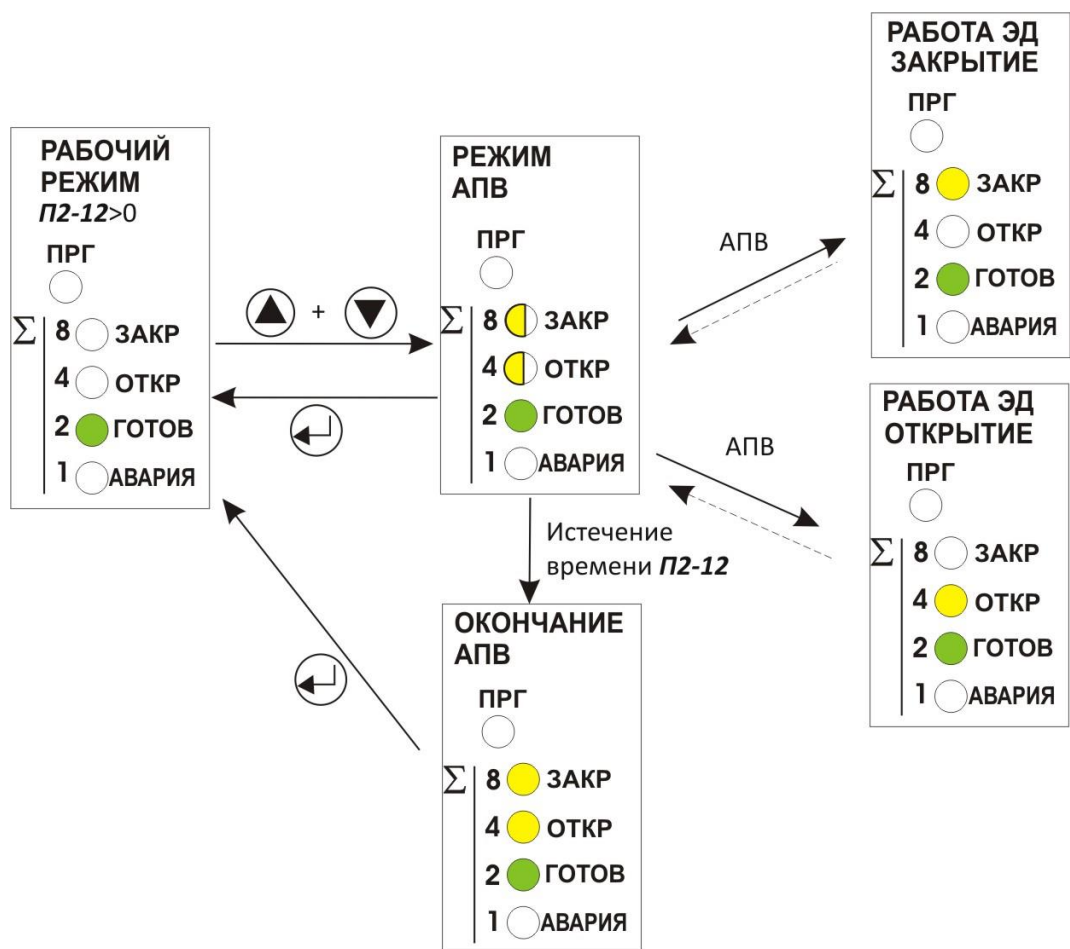 РАБОЧИЙ
РЕЖИМ
П2-12>0
ПРГ
Σ
8 ЗАКР
4 ОТКР
2 ГОТОВ
1 АВАРИЯ
+
РЕЖИМ
АПВ
ПРГ
Σ
8 ЗАКР
4 ОТКР
2 ГОТОВ
1 АВАРИЯ
АПВ
РАБОТА ЭД
ЗАКРЫТИЕ
ПРГ
Σ
8 ЗАКР
4 ОТКР
2 ГОТОВ
1 АВАРИЯ
АПВ
РАБОТА ЭД
ОТКРЫТИЕ
ПРГ
Σ
8 ЗАКР
4 ОТКР
2 ГОТОВ
1 АВАРИЯ
Истечение
времени П2-12
ОКОНЧАНИЕ
АПВ
ПРГ
Σ
8 ЗАКР
4 ОТКР
2 ГОТОВ
1 АВАРИЯ